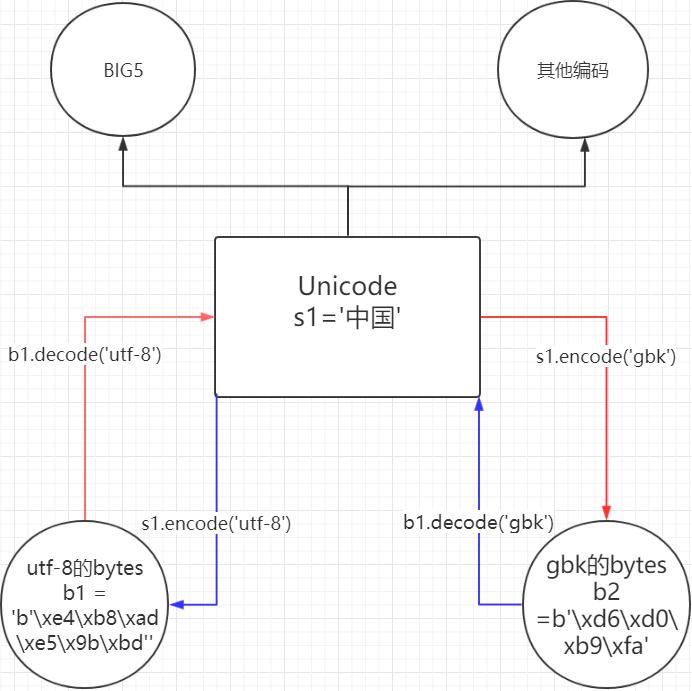 BIG5
其他编码
Unicode
s1='中国'
b1.decode('utf-8')
s1.encode('gbk')
s1.encode('utf-8')
b1.decode('gbk')
utf-8的bytes
b1 =
'b'\xe4\xb8\xad
\xe5\x9b\xbd''
gbk的bytes
b2
=b'\xd6\xd0\
xb9\xfa'